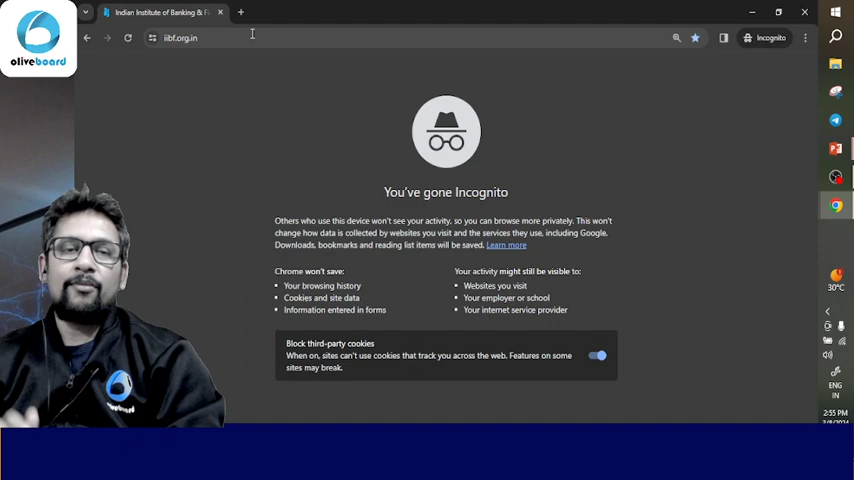 Indian Institute of Banking & F
iibf.org.in
Incognito
oliveboard
You've gone Incognito
Others who use this device won't see your activity, so you can browse more privately. This won't
change how data is collected by websites you visit and the services they use, including Google.
Downloads, bookmarks and reading list items will be saved. Learn more
Chrome won't save:
Your browsing history
Cookies and site data
Information entered in forms
Your activity might still be visible to:
Websites you visit
Your employer or school
Your internet service provider
Block third-party cookies
When on, sites can't use cookies that track you across the web. Features on some
sites may break.
oliveboard
30°C
ENG
IN
2:55 PM
3/8/2024